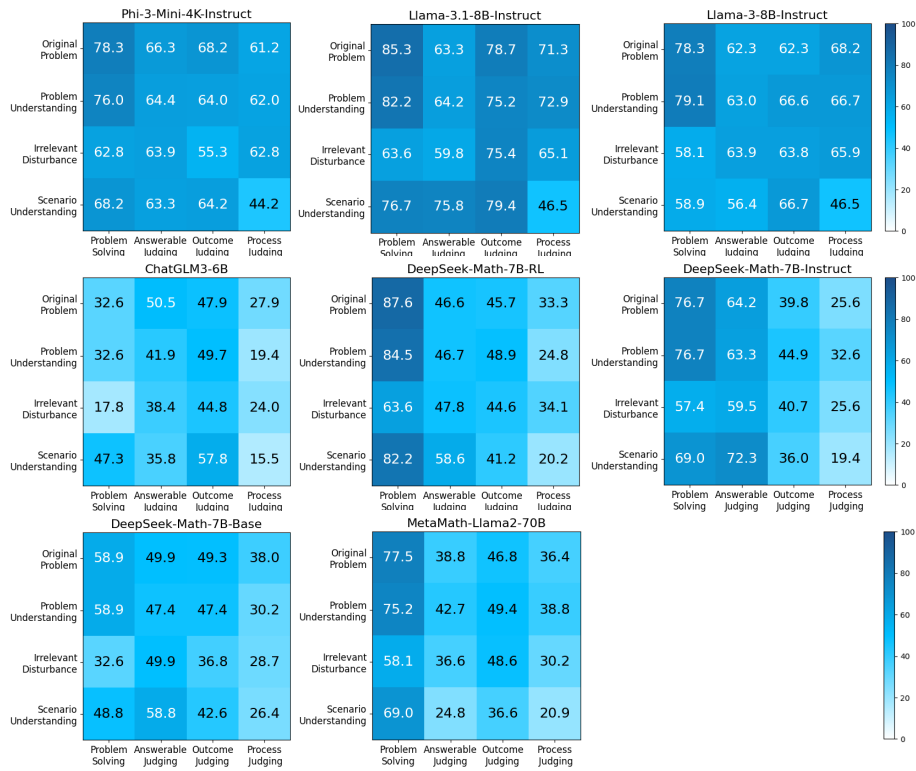 Phi-3-Mini-4K-Instruct
Original
Problem
78.3 66.3 68.2 61.2
Problem
Understanding
76.0 64.4 64.0 62.0
Irrelevant
Disturbance
62.8 63.9 55.3 62.8
Scenario
Understanding
68.2 63.3 64.2 44.2
Problem Answerable Outcome Process
Solving Judging Judging Judging
Llama-3.1-8B-Instruct
Original
Problem
85.3 63.3 78.7 71.3
Problem
Understanding
82.2 64.2 75.2 72.9
Irrelevant
Disturbance
63.6 59.8 75.4 65.1
Scenario
Understanding
76.7 75.8 79.4 46.5
Problem Answerable Outcome Process
Solving Judging Judging Judging
Llama-3-8B-Instruct
Original
Problem
78.3 62.3 62.3 68.2
Problem
Understanding
79.1 63.0 66.6 66.7
Irrelevant
Disturbance
58.1 63.9 63.8 65.9
Scenario
Understanding
58.9 56.4 66.7 46.5
Problem Answerable Outcome Process
Solving Judging Judging Judging
100
80
60
40
20
0
ChatGLM3-6B
Original
Problem
32.6 50.5 47.9 27.9
Problem
Understanding
32.6 41.9 49.7 19.4
Irrelevant
Disturbance
17.8 38.4 44.8 24.0
Scenario
Understanding
47.3 35.8 57.8 15.5
Problem Answerable Outcome Process
Solving Judging Judging Judging
DeepSeek-Math-7B-RL
Original
Problem
87.6 46.6 45.7 33.3
Problem
Understanding
84.5 46.7 48.9 24.8
Irrelevant
Disturbance
63.6 47.8 44.6 34.1
Scenario
Understanding
82.2 58.6 41.2 20.2
Problem Answerable Outcome Process
Solving Judging Judging Judging
DeepSeek-Math-7B-Instruct
Original
Problem
76.7 64.2 39.8 25.6
Problem
Understanding
76.7 63.3 44.9 32.6
Irrelevant
Disturbance
57.4 59.5 40.7 25.6
Scenario
Understanding
69.0 72.3 36.0 19.4
Problem Answerable Outcome Process
Solving Judging Judging Judging
100
80
60
40
20
0
DeepSeek-Math-7B-Base
Original
Problem
58.9 49.9 49.3 38.0
Problem
Understanding
58.9 47.4 47.4 30.2
Irrelevant
Disturbance
32.6 49.9 36.8 28.7
Scenario
Understanding
48.8 58.8 42.6 26.4
Problem Answerable Outcome Process
Solving Judging Judging Judging
MetaMath-Llama2-70B
Original
Problem
77.5 38.8 46.8 36.4
Problem
Understanding
75.2 42.7 49.4 38.8
Irrelevant
Disturbance
58.1 36.6 48.6 30.2
Scenario
Understanding
69.0 24.8 36.6 20.9
Problem Answerable Outcome Process
Solving Judging Judging Judging
100
80
60
40
20
0